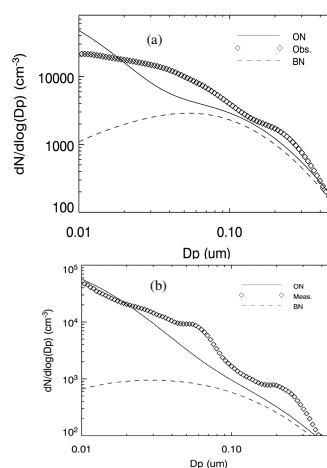 (a)
ON
Obs.
BN
10000
1000
100
dN/dlog(Dp) (cm-3)
0.01
0.10
Dp (um)
(b)
ON
Meas.
BN
10⁵
10⁴
10³
10²
dN/dlog(Dp) (cm⁻³)
0.01
0.10
Dp (um)